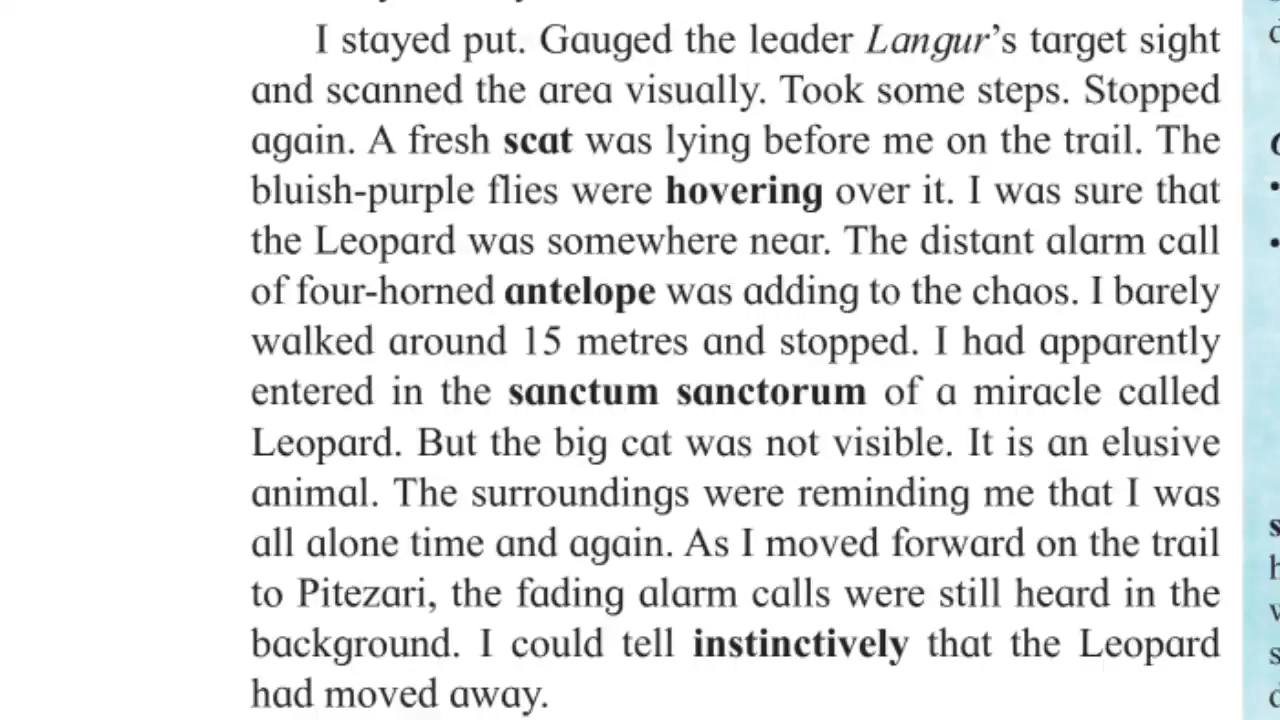 I stayed put. Gauged the leader Langur's target sight
and scanned the area visually. Took some steps. Stopped
again. A fresh scat was lying before me on the trail. The
bluish-purple flies were hovering over it. I was sure that
the Leopard was somewhere near. The distant alarm call
of four-horned antelope was adding to the chaos. I barely
walked around 15 metres and stopped. I had apparently
entered in the sanctum sanctorum of a miracle called
Leopard. But the big cat was not visible. It is an elusive
animal. The surroundings were reminding me that I was
all alone time and again. As I moved forward on the trail
to Pitezari, the fading alarm calls were still heard in the
background. I could tell instinctively that the Leopard
had moved away.